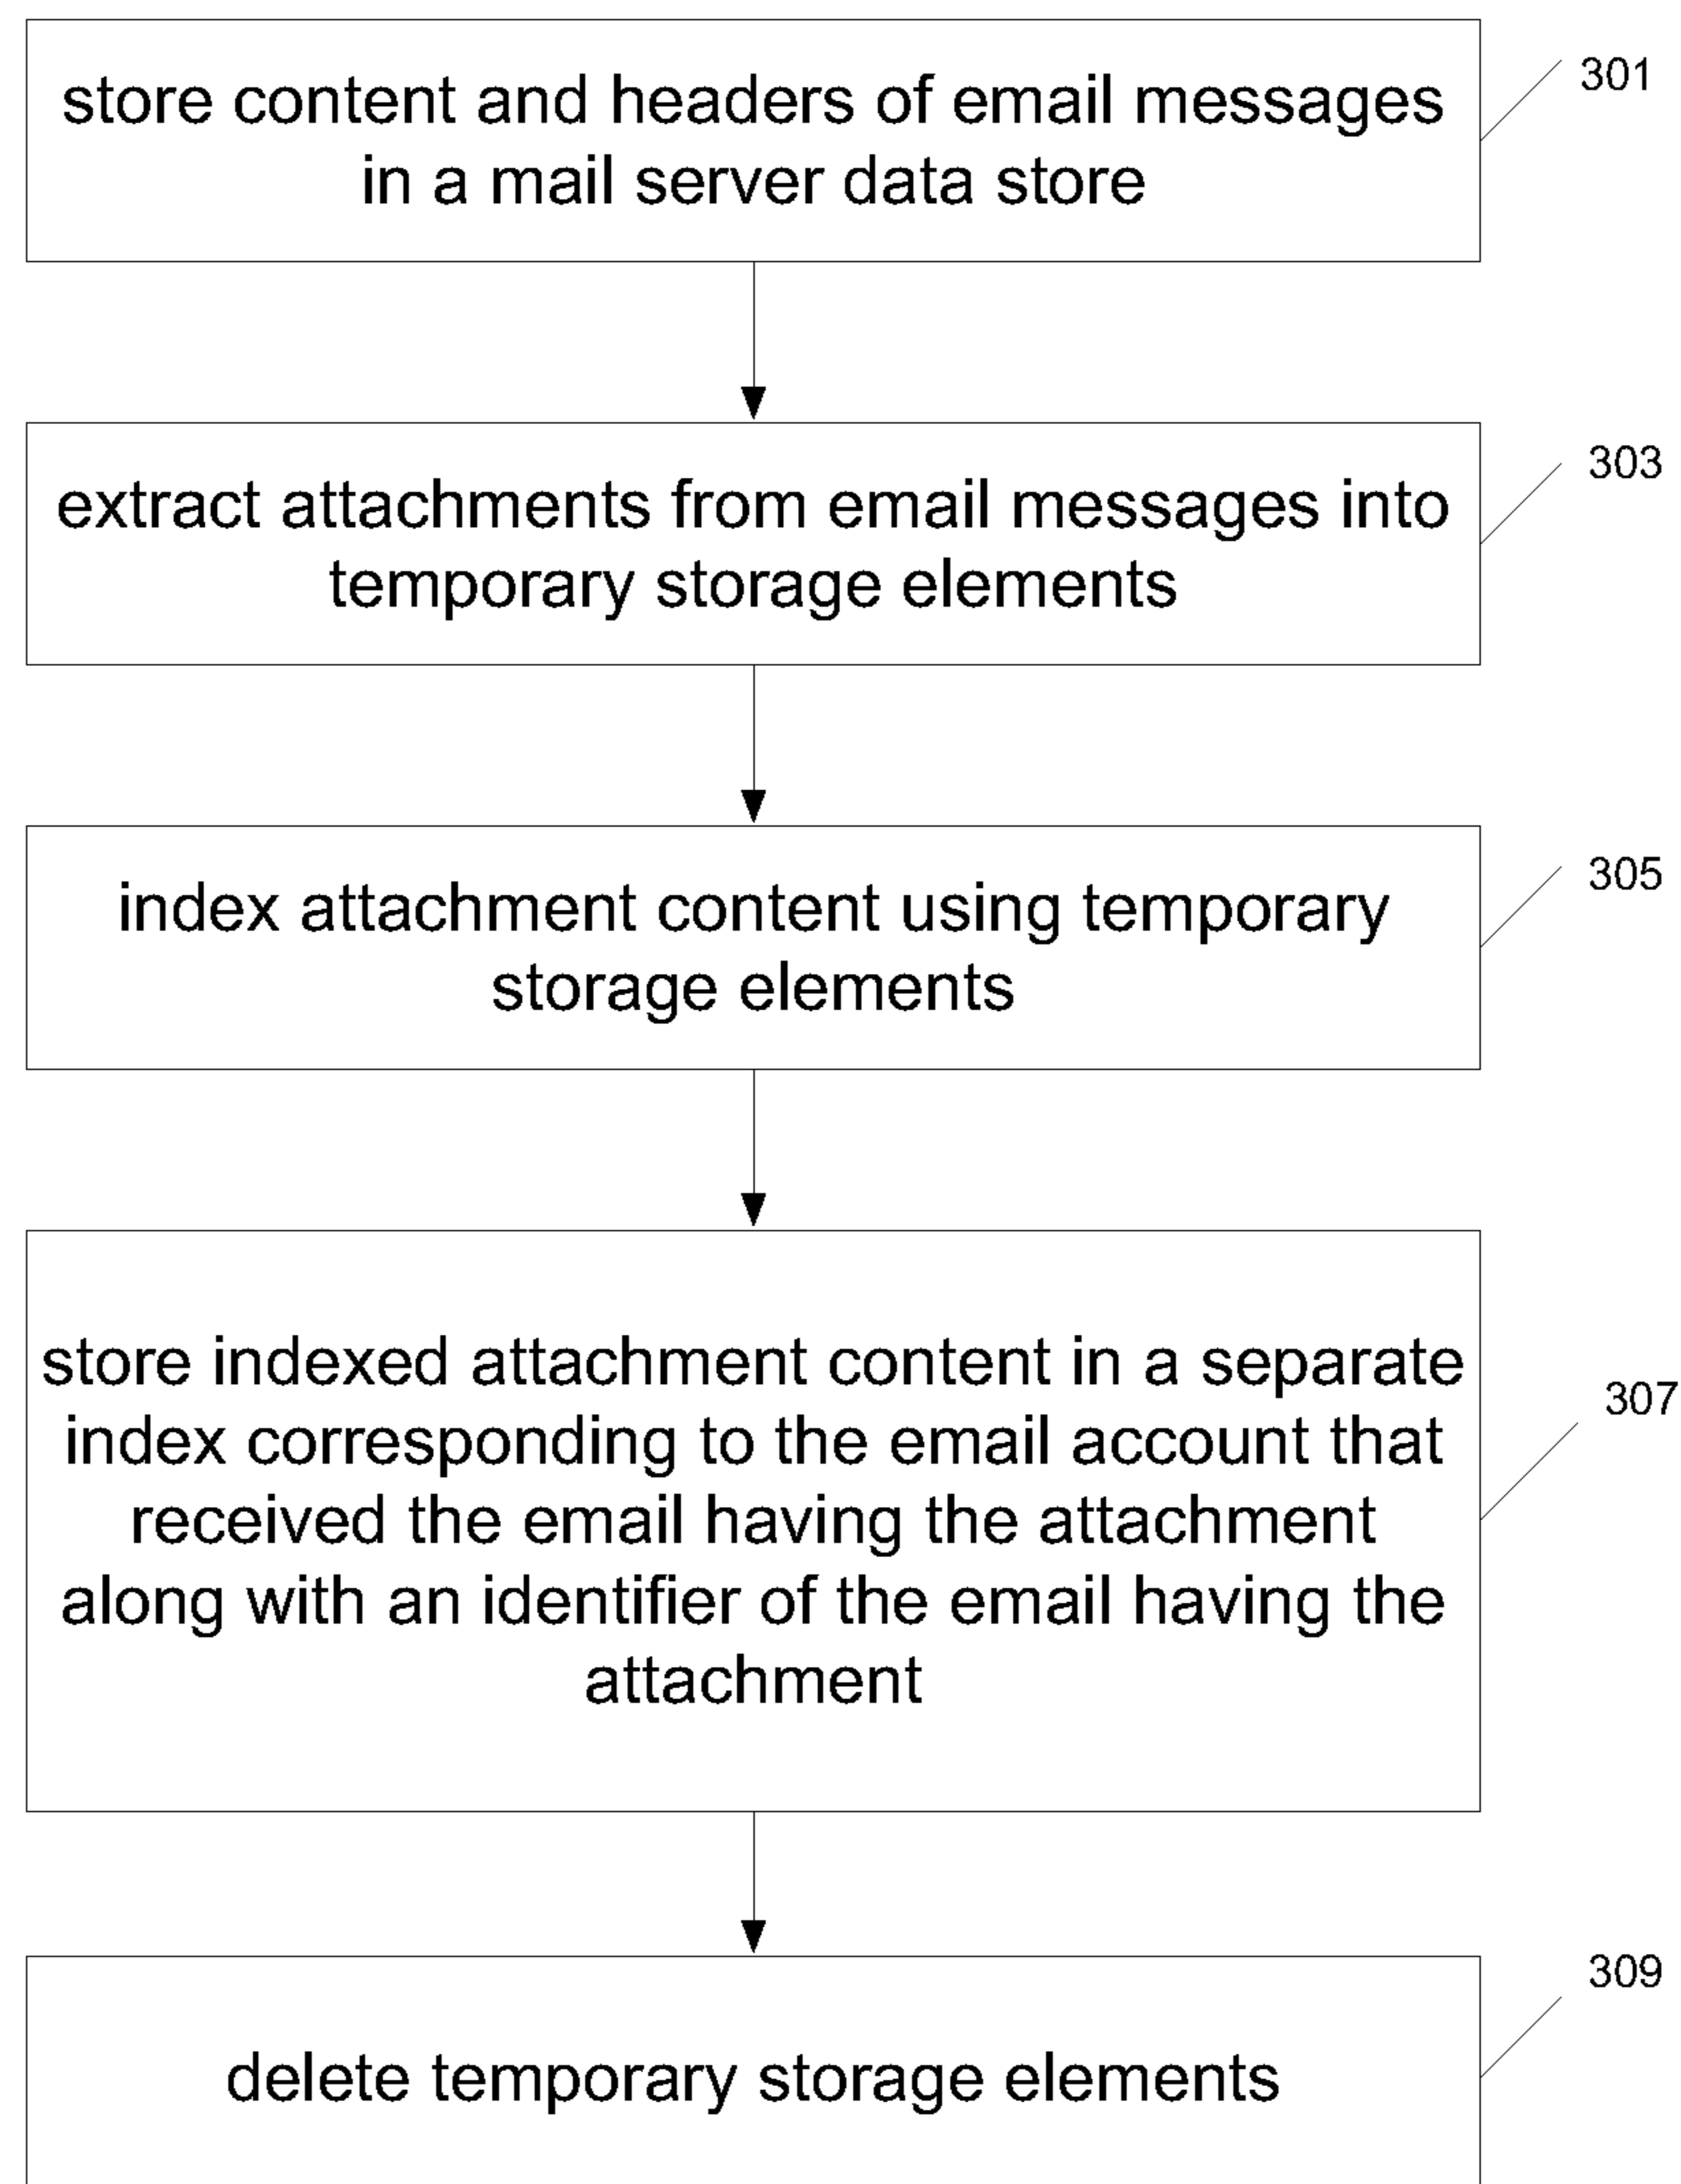 store content and headers of email messages
in a mail server data store
301
extract attachments from email messages into
temporary storage elements
303
index attachment content using temporary
storage elements
305
store indexed attachment content in a separate
index corresponding to the email account that
received the email having the attachment
along with an identifier of the email having the
attachment
307
delete temporary storage elements
309